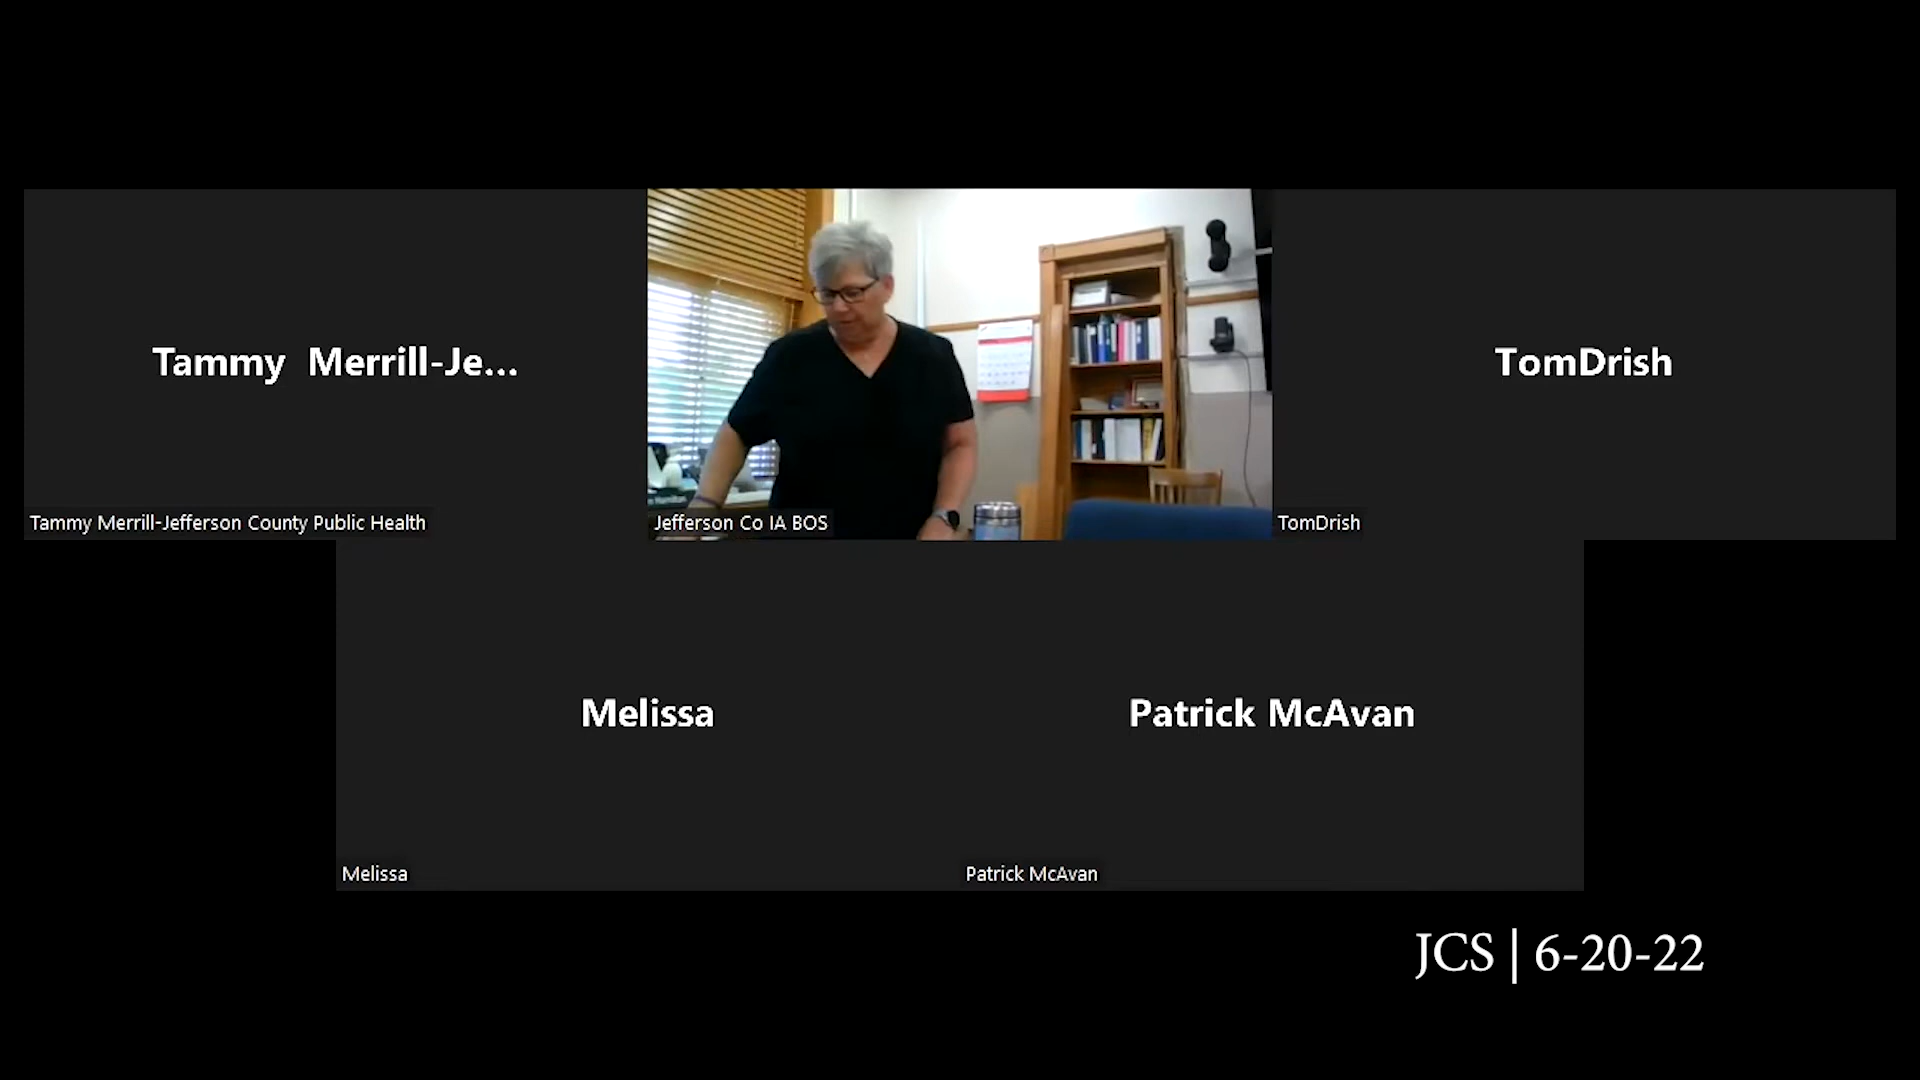 Tammy  Merrill-Je...
Tammy Merrill-Jefferson County Public Health
Jefferson Co IA BOS
TomDrish
TomDrish
Melissa
Melissa
Patrick McAvan
Patrick McAvan
JCS | 6-20-22